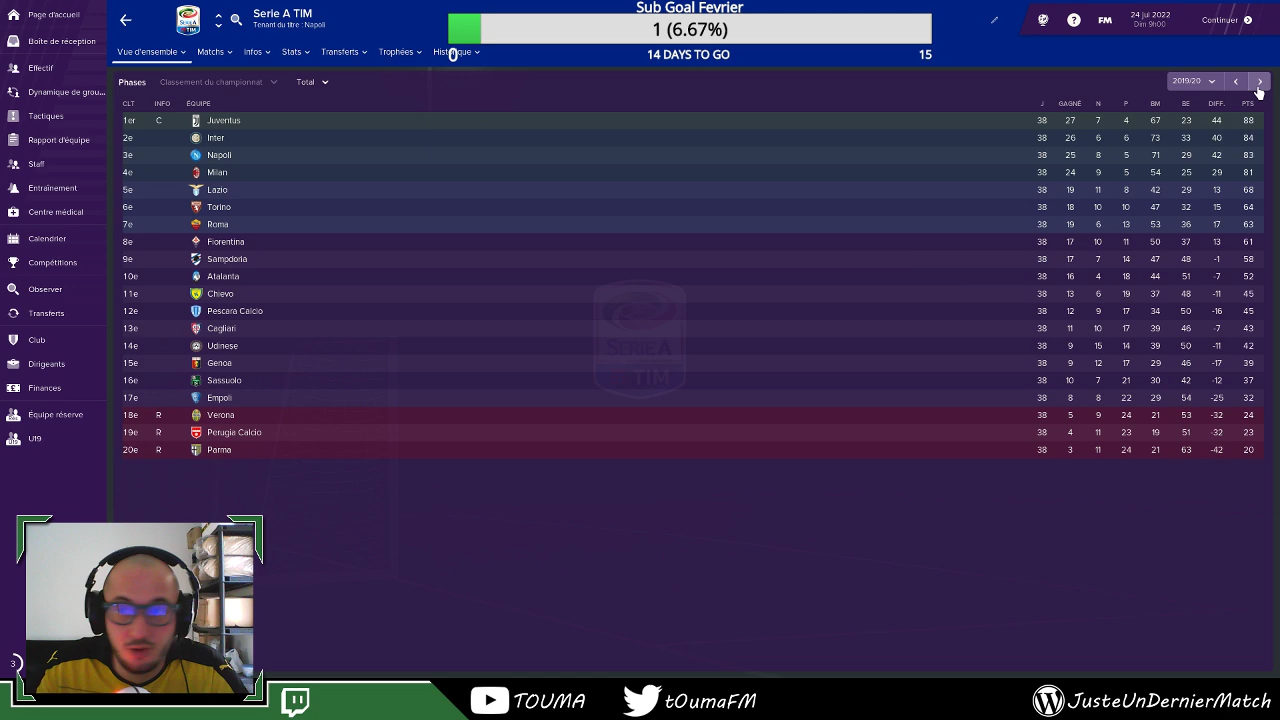 Sub Goal Fevrier
1 (6.67%)
0 14 DAYS TO GO 15
Serie A TIM
Tenant du titre : Napoli
24 jul 2022
Dim 9h00
FM
Continuer
Vue d'ensemble Matchs Infos Stats Transferts Trophées Historique
Page d'accueil
Boîte de réception
Effectif
Dynamique de grou...
Tactiques
Rapport d'équipe
Staff
Entraînement
Centre médical
Calendrier
Compétitions
Observer
Transferts
Club
Dirigeants
Finances
Équipe réserve
U19
3
Phases Classement du championnat Total 2019/20
CLT INFO ÉQUIPE J GAGNÉ N P BM BE DIFF. PTS
1er C Juventus 38 27 7 4 67 23 44 88
2e Inter 38 26 6 6 73 33 40 84
3e Napoli 38 25 8 5 71 29 42 83
4e Milan 38 24 9 5 54 25 29 81
5e Lazio 38 19 11 8 42 29 13 68
6e Torino 38 18 10 10 47 32 15 64
7e Roma 38 19 6 13 53 36 17 63
8e Fiorentina 38 17 10 11 50 37 13 61
9e Sampdoria 38 17 7 14 47 48 -1 58
10e Atalanta 38 16 4 18 44 51 -7 52
11e Chievo 38 13 6 19 37 48 -11 45
12e Pescara Calcio 38 12 9 17 34 50 -16 45
13e Cagliari 38 11 10 17 39 46 -7 43
14e Udinese 38 9 15 14 39 50 -11 42
15e Genoa 38 9 12 17 29 46 -17 39
16e Sassuolo 38 10 7 21 30 42 -12 37
17e Empoli 38 8 8 22 29 54 -25 32
18e R Verona 38 5 9 24 21 53 -32 24
19e R Perugia Calcio 38 4 11 23 19 51 -32 23
20e R Parma 38 3 11 24 21 63 -42 20
SERIE A
TIM
TOUMA tOumaFM JusteUnDernierMatch